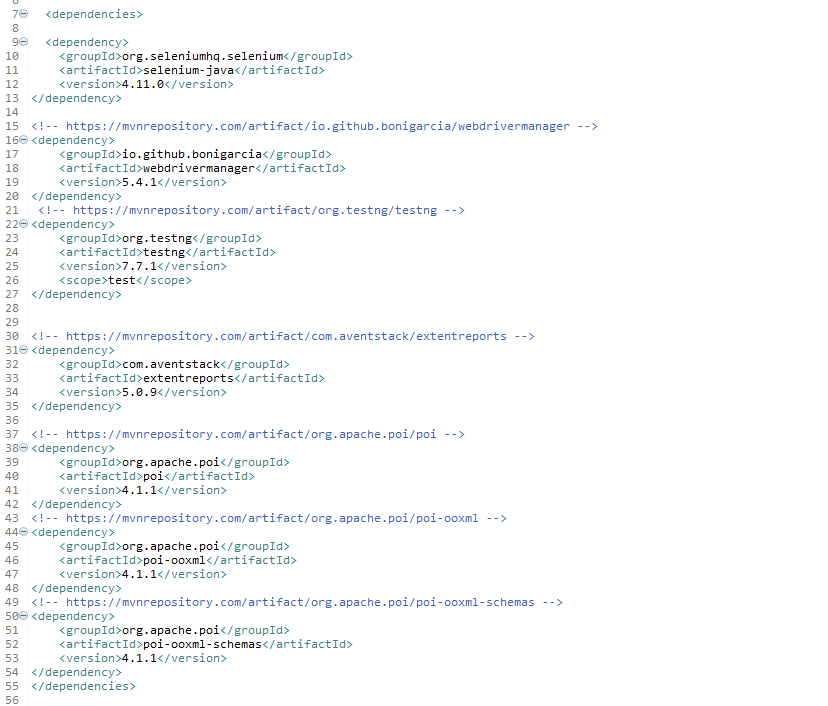 6
7 <dependencies>
8
9 <dependency>
10 <groupId>org.seleniumhq.selenium</groupId>
11 <artifactId>selenium-java</artifactId>
12 <version>4.11.0</version>
13 </dependency>
14
15 <!-- https://mvnrepository.com/artifact/io.github.bonigarcia/webdrivermanager -->
16 <dependency>
17 <groupId>io.github.bonigarcia</groupId>
18 <artifactId>webdrivermanager</artifactId>
19 <version>5.4.1</version>
20 </dependency>
21 <!-- https://mvnrepository.com/artifact/org.testng/testng -->
22 <dependency>
23 <groupId>org.testng</groupId>
24 <artifactId>testng</artifactId>
25 <version>7.7.1</version>
26 <scope>test</scope>
27 </dependency>
28
29
30 <!-- https://mvnrepository.com/artifact/com.aventstack/extentreports -->
31 <dependency>
32 <groupId>com.aventstack</groupId>
33 <artifactId>extentreports</artifactId>
34 <version>5.0.9</version>
35 </dependency>
36
37 <!-- https://mvnrepository.com/artifact/org.apache.poi/poi -->
38 <dependency>
39 <groupId>org.apache.poi</groupId>
40 <artifactId>poi</artifactId>
41 <version>4.1.1</version>
42 </dependency>
43 <!-- https://mvnrepository.com/artifact/org.apache.poi/poi-ooxml -->
44 <dependency>
45 <groupId>org.apache.poi</groupId>
46 <artifactId>poi-ooxml</artifactId>
47 <version>4.1.1</version>
48 </dependency>
49 <!-- https://mvnrepository.com/artifact/org.apache.poi/poi-ooxml-schemas -->
50 <dependency>
51 <groupId>org.apache.poi</groupId>
52 <artifactId>poi-ooxml-schemas</artifactId>
53 <version>4.1.1</version>
54 </dependency>
55 </dependencies>
56